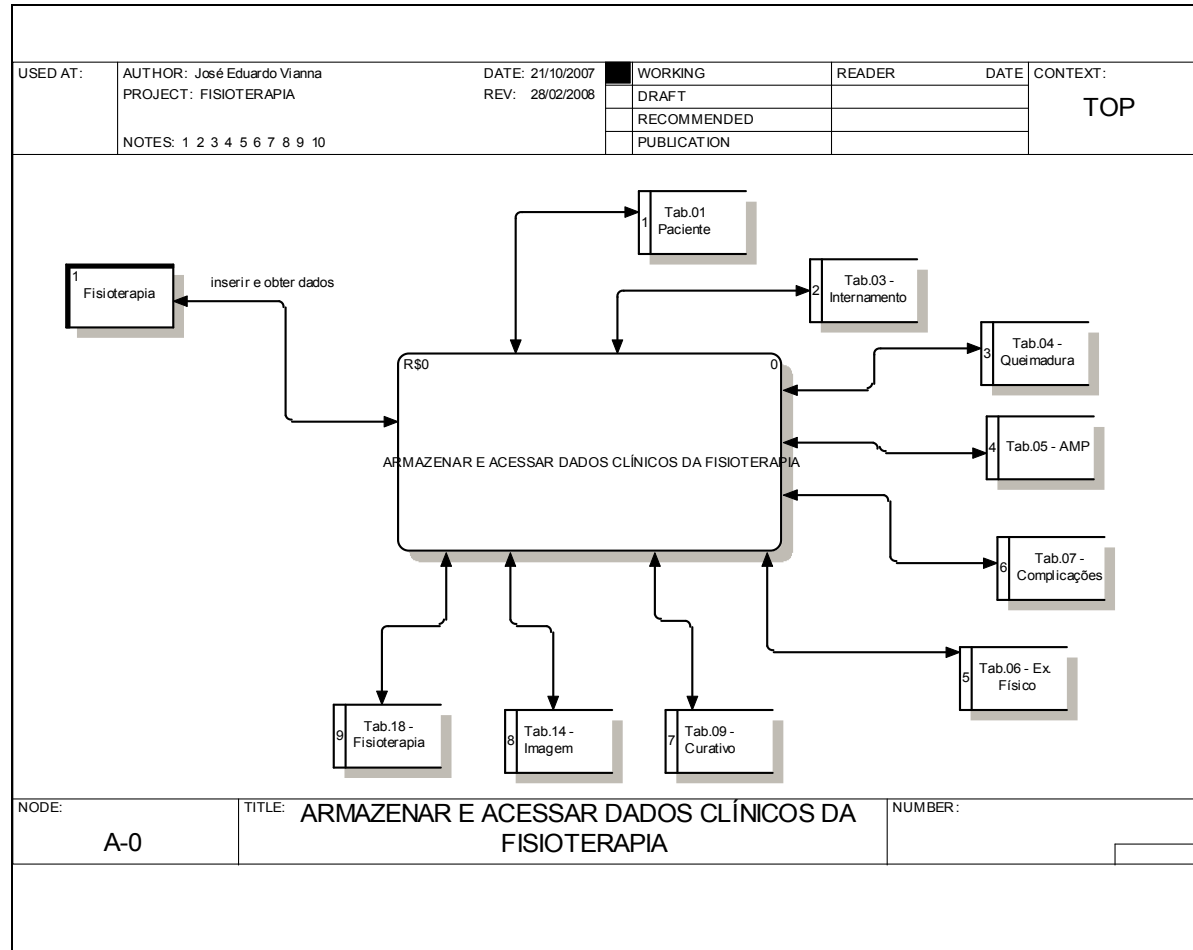 USED AT:
AUTHOR: José Eduardo Vianna
DATE: 21/10/2007
PROJECT: FISIOTERAPIA
REV: 28/02/2008
NOTES: 1 2 3 4 5 6 7 8 9 10
WORKING
DRAFT
RECOMMENDED
PUBLICATION
READER
DATE
CONTEXT:
TOP
1
Tab.01
Paciente
1
Fisioterapia
inserir e obter dados
2
Tab.03 -
Internamento
3
Tab.04 -
Queimadura
R$0
0
ARMAZENAR E ACESSAR DADOS CLÍNICOS DA FISIOTERAPIA
4
Tab.05 - AMP
6
Tab.07 -
Complicações
5
Tab.06 - Ex.
Físico
9
Tab.18 -
Fisioterapia
8
Tab.14 -
Imagem
7
Tab.09 -
Curativo
NODE:
A-0
TITLE:
ARMAZENAR E ACESSAR DADOS CLÍNICOS DA
FISIOTERAPIA
NUMBER: